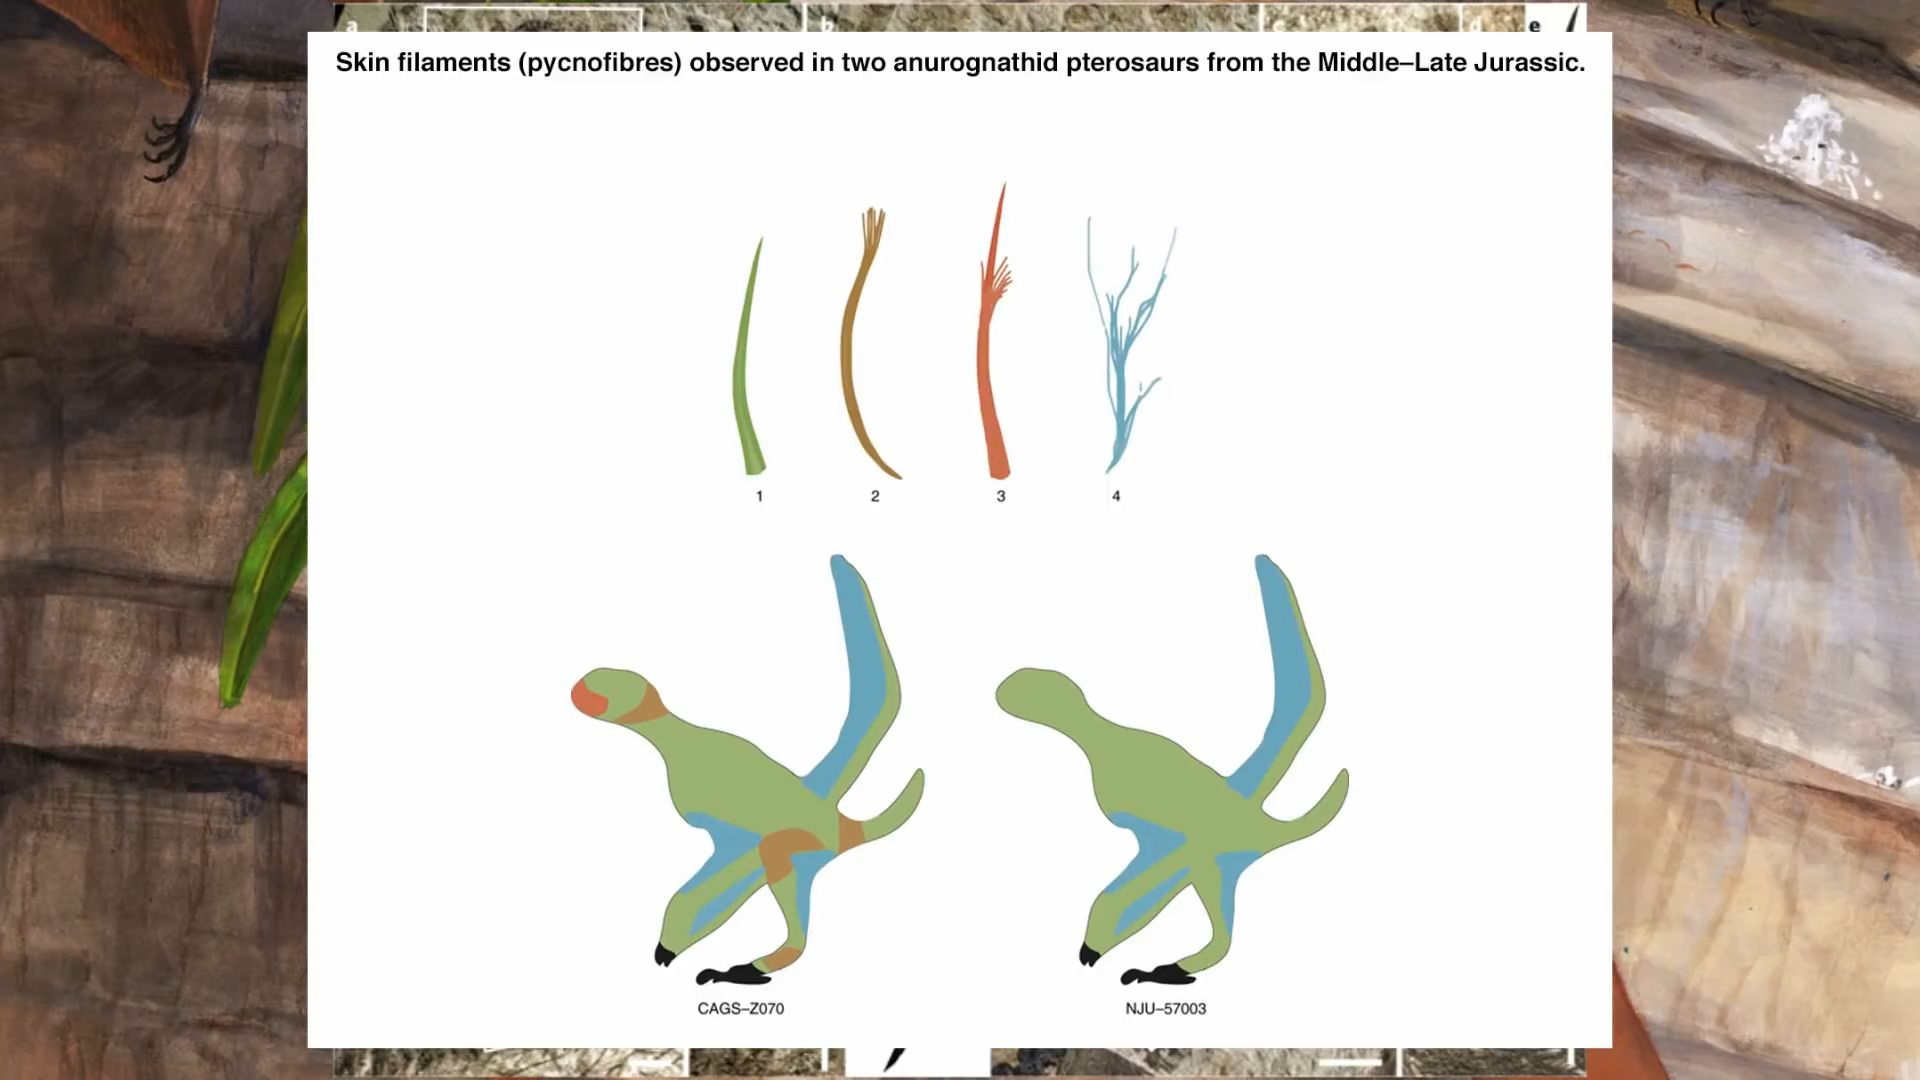 a b c d e
Skin filaments (pycnofibres) observed in two anurognathid pterosaurs from the Middle–Late Jurassic.
1 2 3 4
CAGS–Z070 NJU–57003